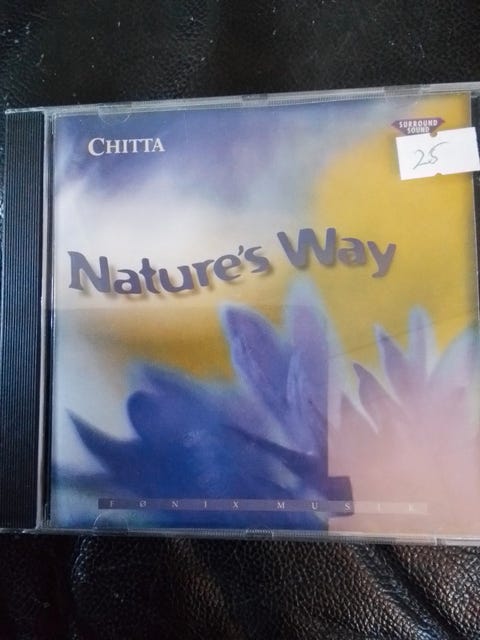 CHITTA
SURROUND
SOUND
25
Nature's Way
FØNIX MUSIK